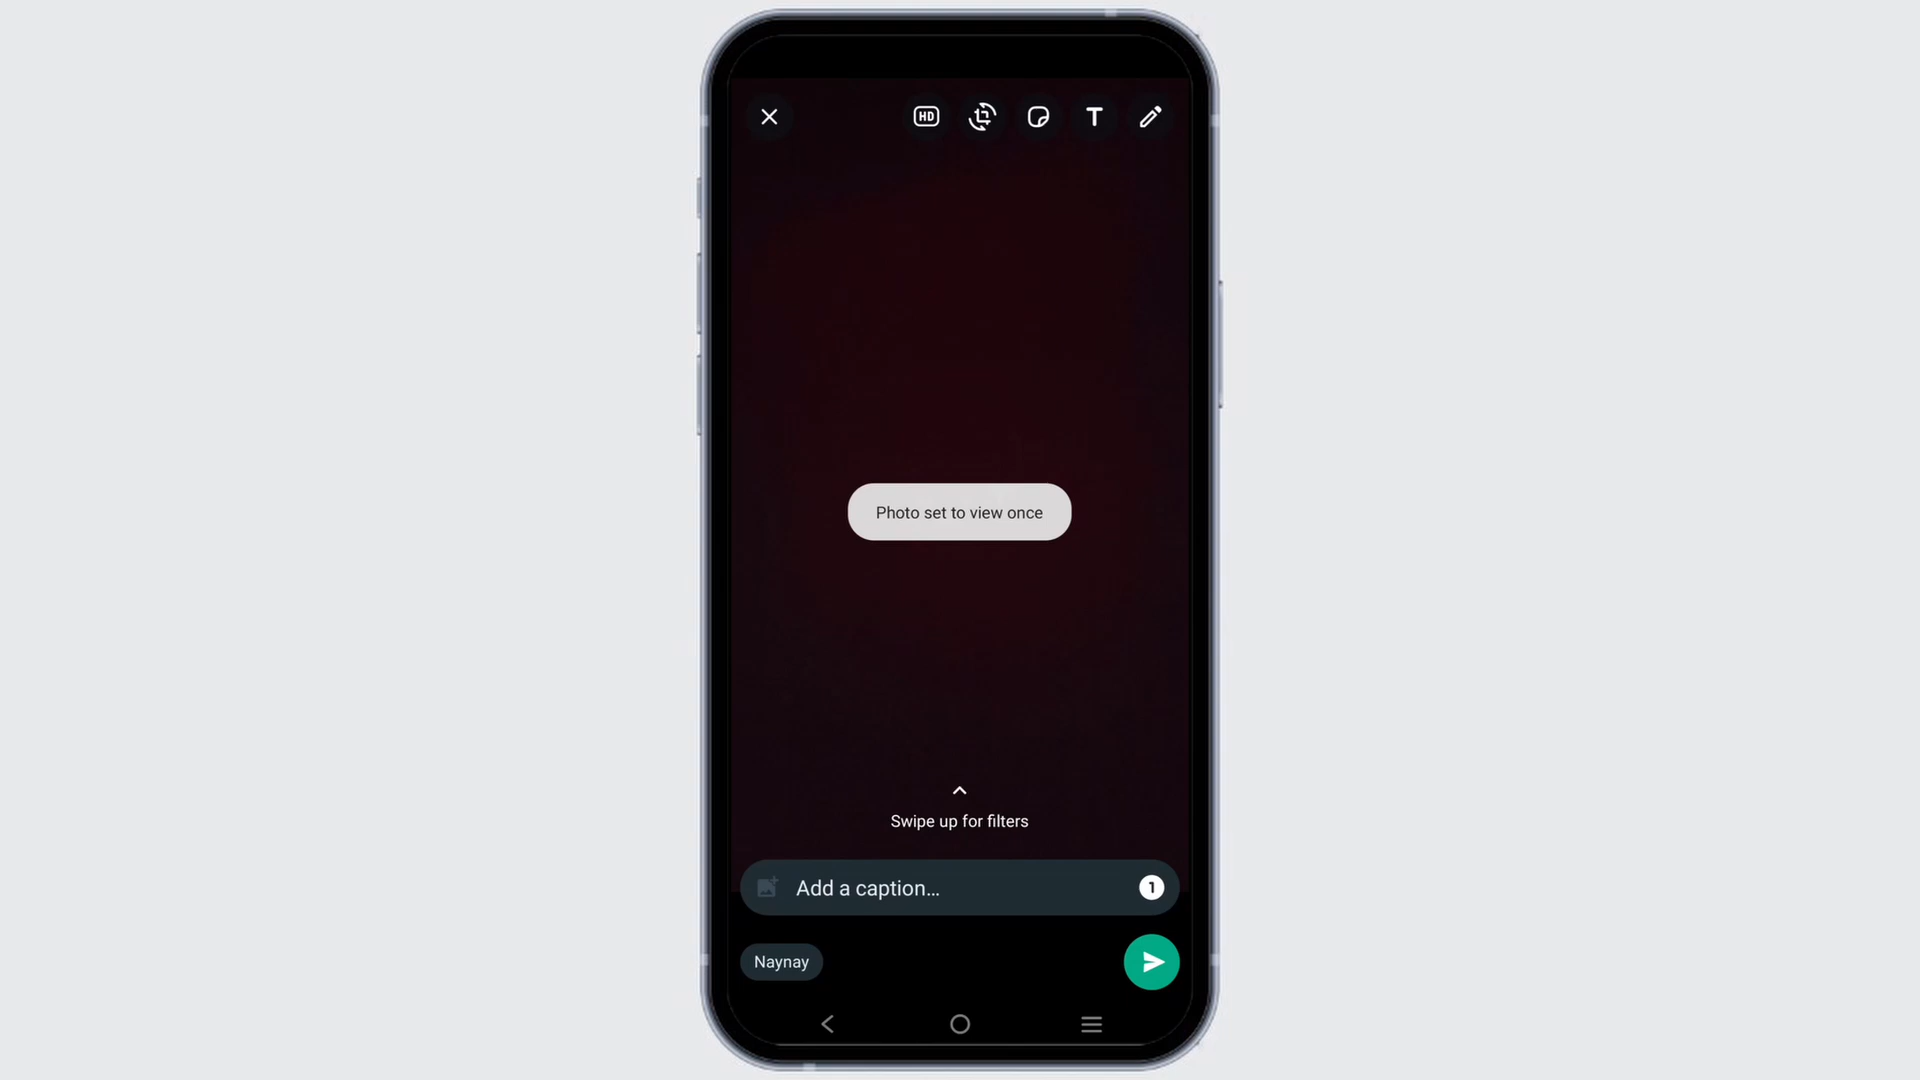 HD
T
Photo set to view once
Swipe up for filters
Add a caption...
1
Naynay